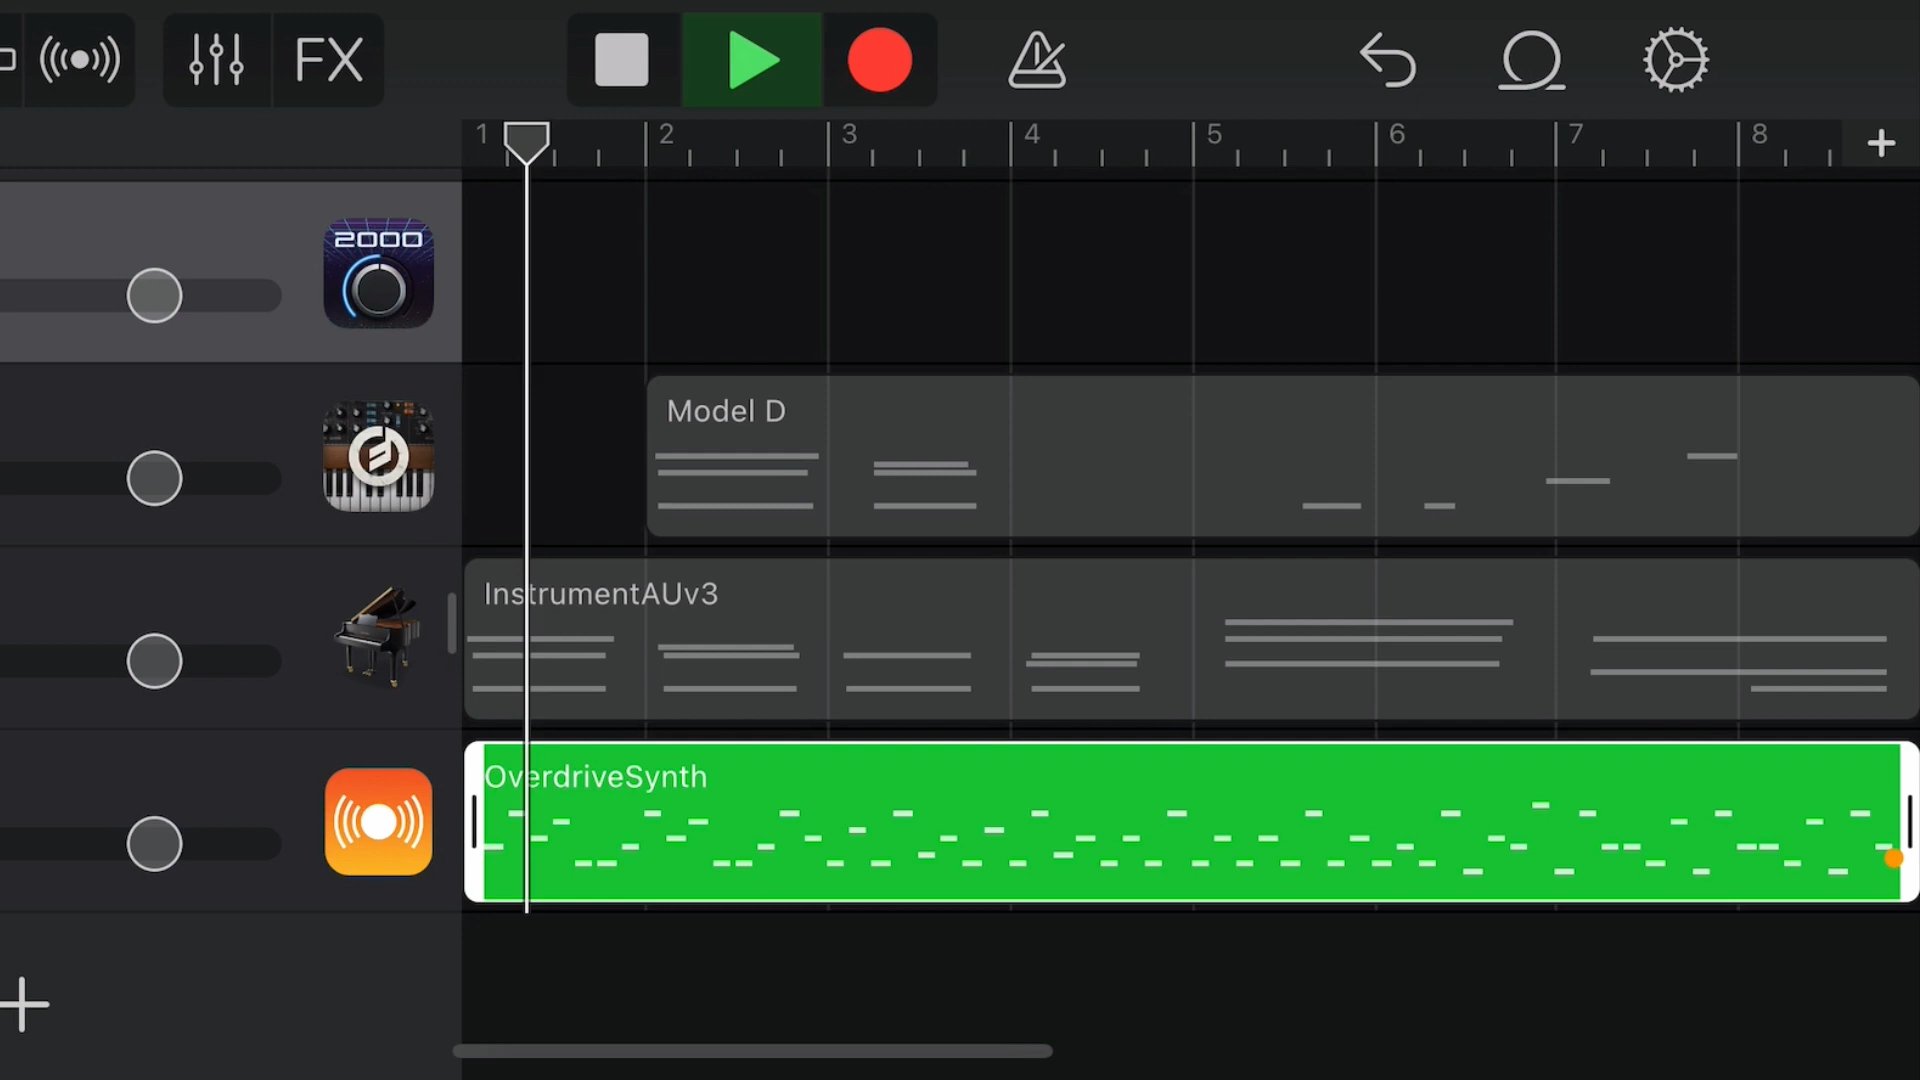 FX
1 2 3 4 5 6 7 8
2000
Model D
InstrumentAUv3
OverdriveSynth